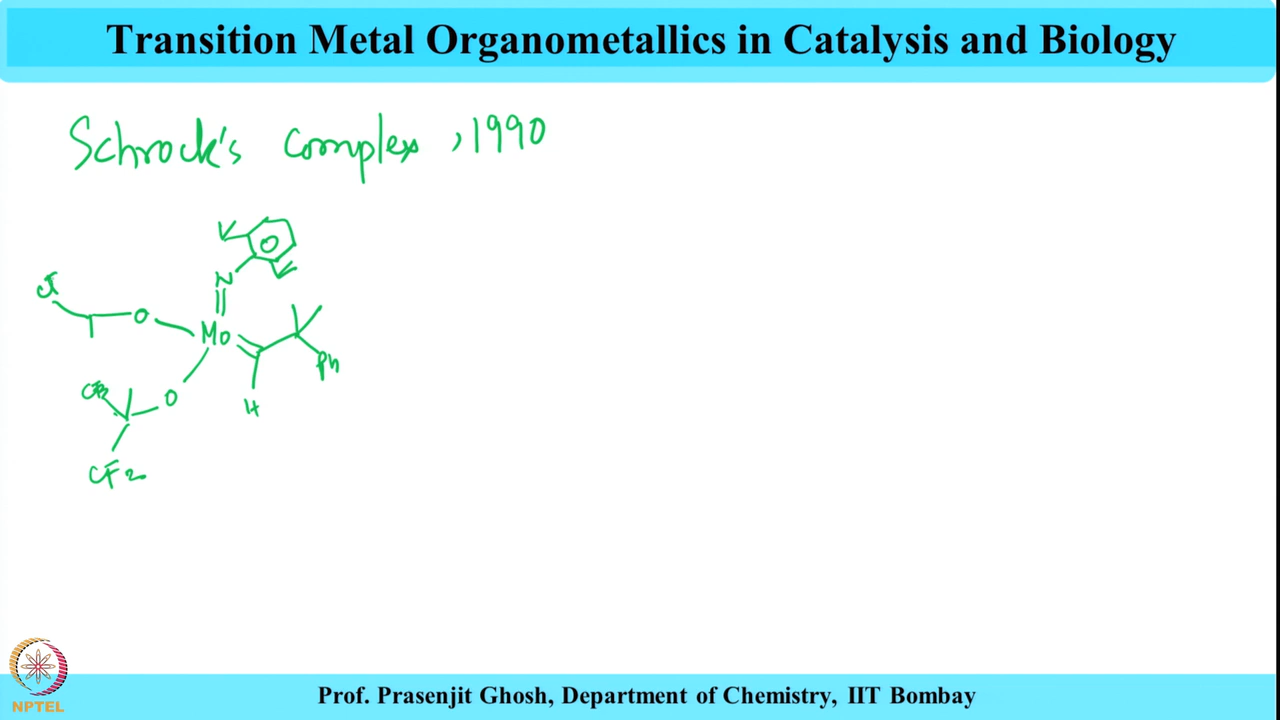 Transition Metal Organometallics in Catalysis and Biology
Schrock's complex, 1990
N
O
Mo
Ph
O
H
Prof. Prasenjit Ghosh, Department of Chemistry, IIT Bombay
NPTEL